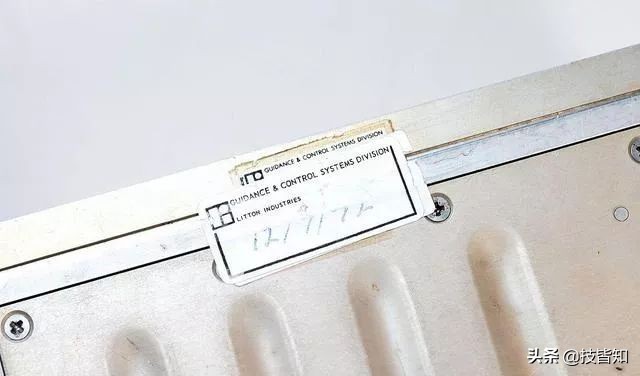 GUIDANCE & CONTROL SYSTEMS DIVISION
GUIDANCE & CONTROL SYSTEMS DIVISION
LITTON INDUSTRIES
12/7/72
头条 @技皆知